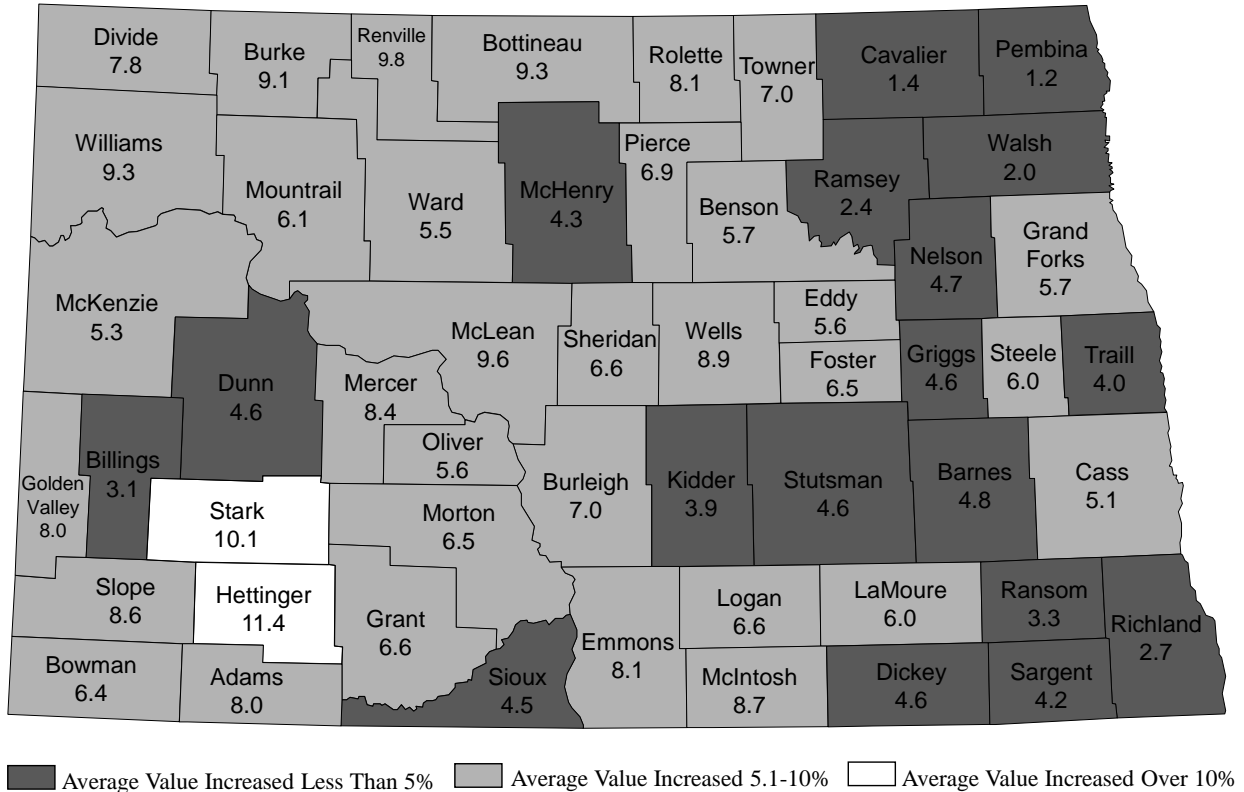 Divide
7.8
Burke
9.1
Renville
9.8
Bottineau
9.3
Rolette
8.1
Towner
7.0
Cavalier
1.4
Pembina
1.2
Williams
9.3
Mountrail
6.1
Ward
5.5
McHenry
4.3
Pierce
6.9
Benson
5.7
Ramsey
2.4
Walsh
2.0
Nelson
4.7
Grand
Forks
5.7
McKenzie
5.3
Dunn
4.6
McLean
9.6
Mercer
8.4
Oliver
5.6
Sheridan
6.6
Wells
8.9
Eddy
5.6
Foster
6.5
Griggs
4.6
Steele
6.0
Traill
4.0
Golden
Valley
8.0
Billings
3.1
Stark
10.1
Morton
6.5
Burleigh
7.0
Kidder
3.9
Stutsman
4.6
Barnes
4.8
Cass
5.1
Slope
8.6
Hettinger
11.4
Grant
6.6
Sioux
4.5
Emmons
8.1
Logan
6.6
LaMoure
6.0
Ransom
3.3
Richland
2.7
Bowman
6.4
Adams
8.0
McIntosh
8.7
Dickey
4.6
Sargent
4.2
Average Value Increased Less Than 5%
Average Value Increased 5.1-10%
Average Value Increased Over 10%